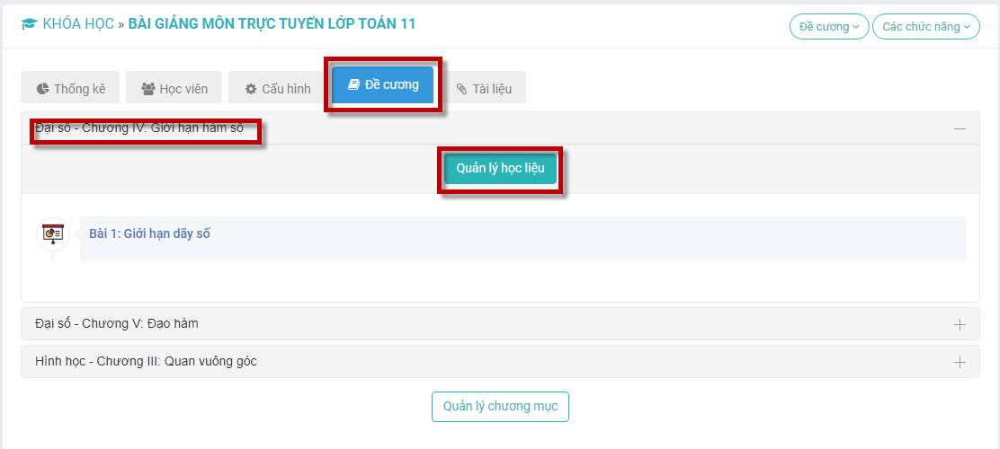 KHÓA HỌC » BÀI GIẢNG MÔN TRỰC TUYẾN LỚP TOÁN 11
Đề cương Các chức năng
Thống kê Học viên Cấu hình Đề cương Tài liệu
Đại số - Chương IV: Giới hạn hàm số
Quản lý học liệu
Bài 1: Giới hạn dãy số
Đại số - Chương V: Đạo hàm
Hình học - Chương III: Quan vuông góc
Quản lý chương mục